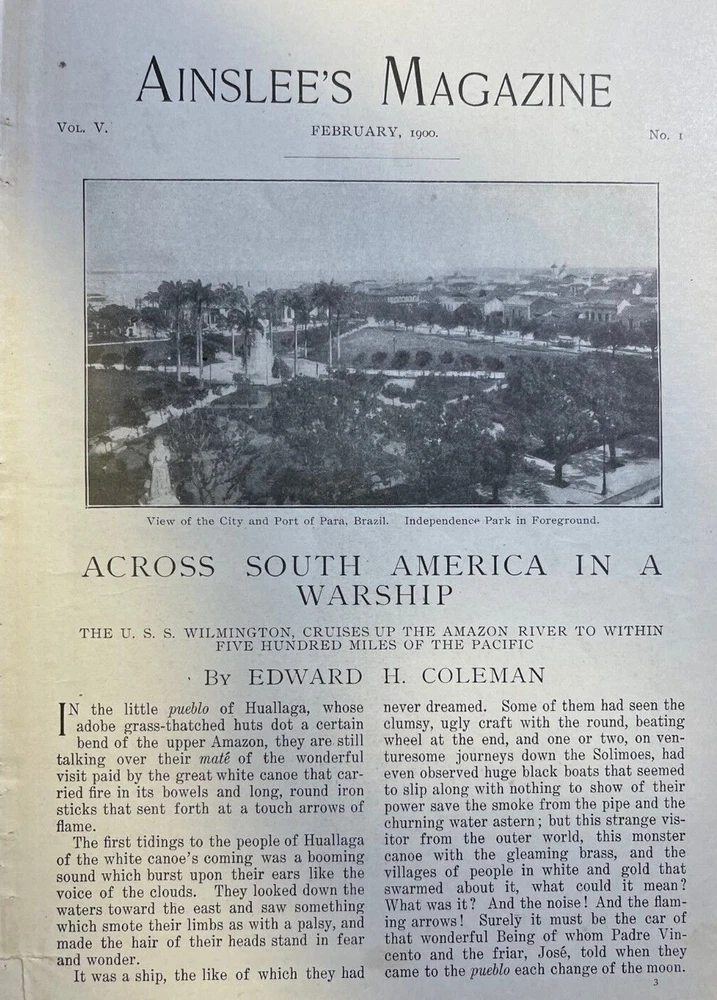 AINSLEE'S MAGAZINE
VOL. V.
FEBRUARY, 1900.
No. 1
View of the City and Port of Para, Brazil. Independence Park in Foreground.
ACROSS SOUTH AMERICA IN A
WARSHIP
THE U. S. S. WILMINGTON, CRUISES UP THE AMAZON RIVER TO WITHIN
FIVE HUNDRED MILES OF THE PACIFIC
BY EDWARD H. COLEMAN
IN the little pueblo of Huallaga, whose
adobe grass-thatched huts dot a certain
bend of the upper Amazon, they are still
talking over their maté of the wonderful
visit paid by the great white canoe that car-
ried fire in its bowels and long, round iron
sticks that sent forth at a touch arrows of
flame.
The first tidings to the people of Huallaga
of the white canoe's coming was a booming
sound which burst upon their ears like the
voice of the clouds. They looked down the
waters toward the east and saw something
which smote their limbs as with a palsy, and
made the hair of their heads stand in fear
and wonder.
It was a ship, the like of which they had
never dreamed. Some of them had seen the
clumsy, ugly craft with the round, beating
wheel at the end, and one or two, on ven-
turesome journeys down the Solimoes, had
even observed huge black boats that seemed
to slip along with nothing to show of their
power save the smoke from the pipe and the
churning water astern; but this strange vis-
itor from the outer world, this monster
canoe with the gleaming brass, and the
villages of people in white and gold that
swarmed about it, what could it mean?
What was it? And the noise! And the flam-
ing arrows! Surely it must be the car of
that wonderful Being of whom Padre Vin-
cento and the friar, José, told when they
came to the pueblo each change of the moon.
3